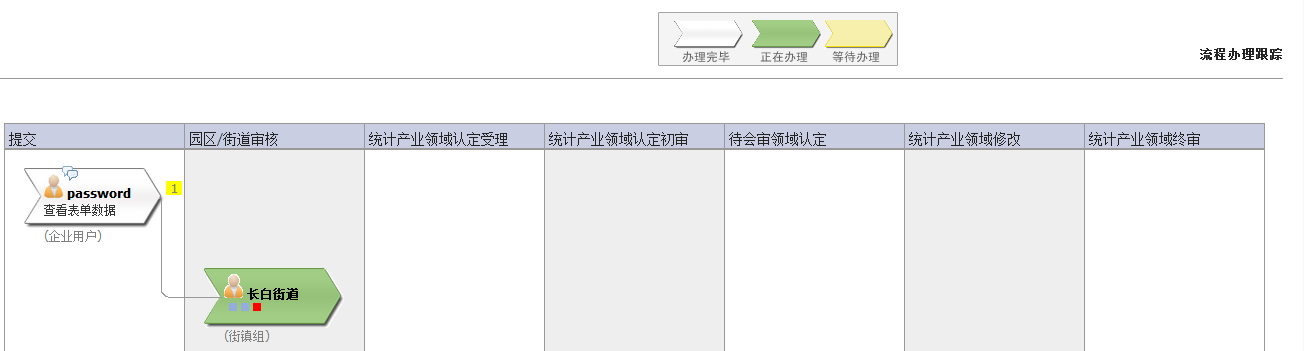 办理完毕 正在办理 等待办理
流程办理跟踪
提交 园区/街道审核 统计产业领域认定受理 统计产业领域认定初审 待会审领域认定 统计产业领域修改 统计产业领域终审
password 1
查看表单数据
(企业用户)
长白街道
(街镇组)